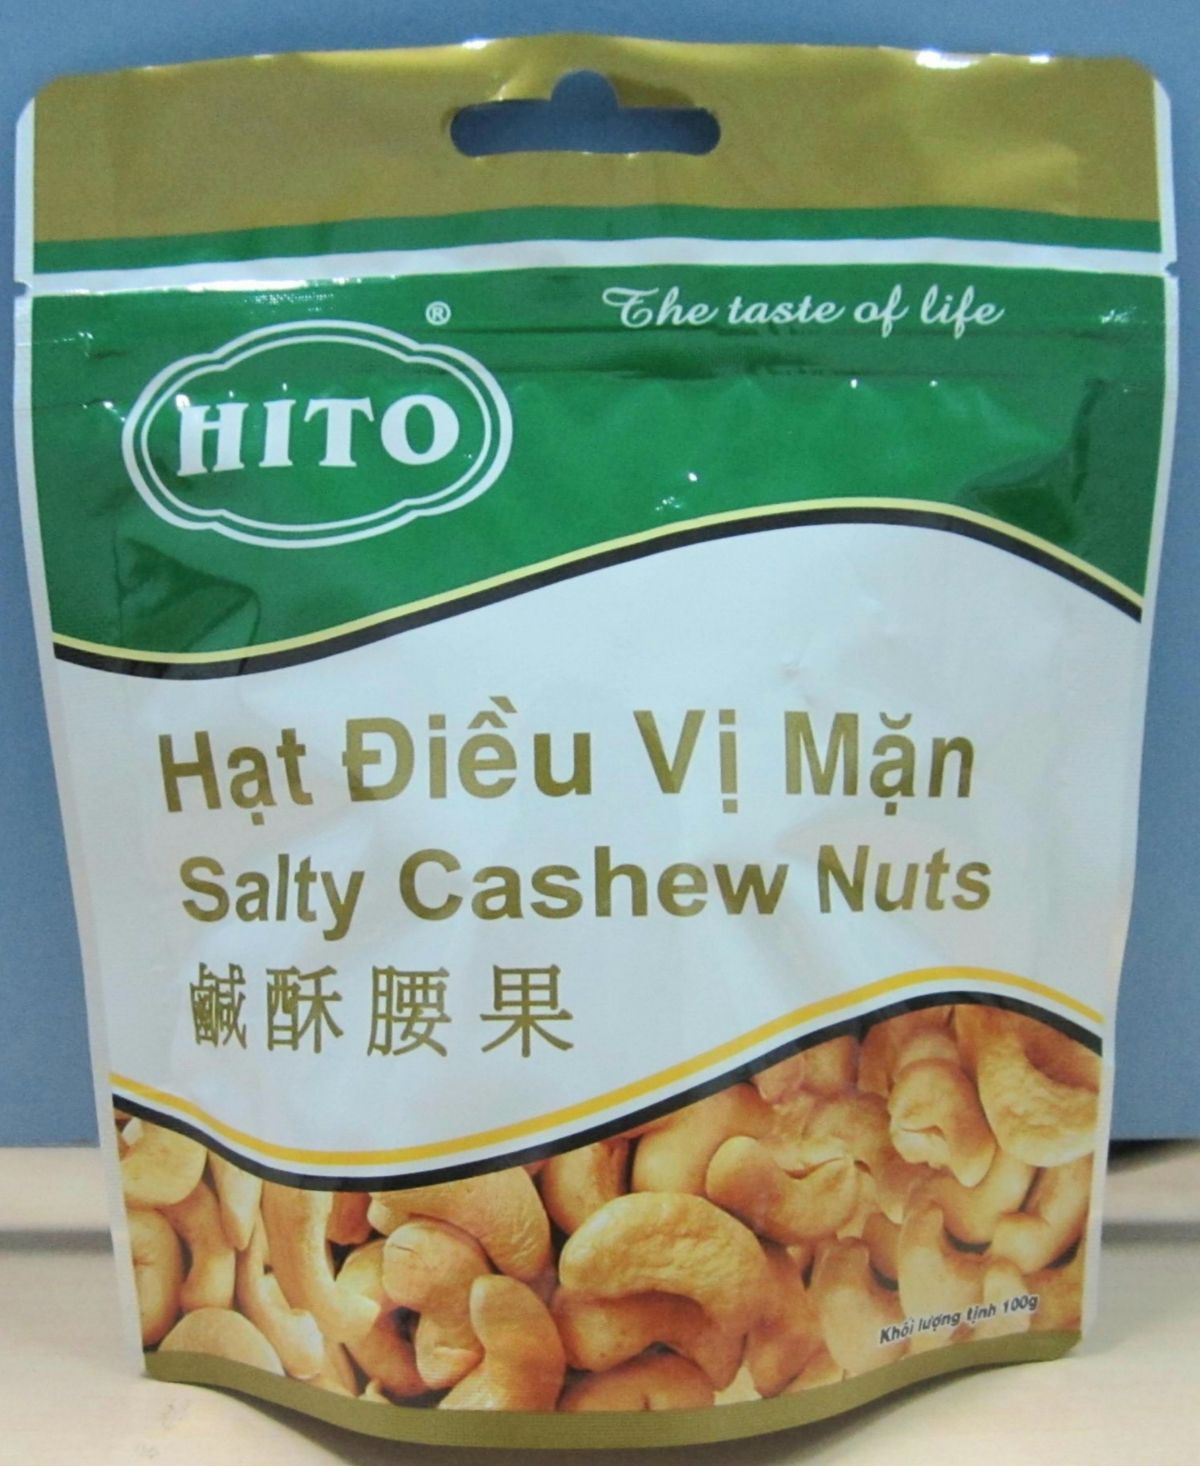 The taste of life
HITO®
Hạt Điều Vị Mặn
Salty Cashew Nuts
鹹酥腰果
Khối lượng tịnh 100g